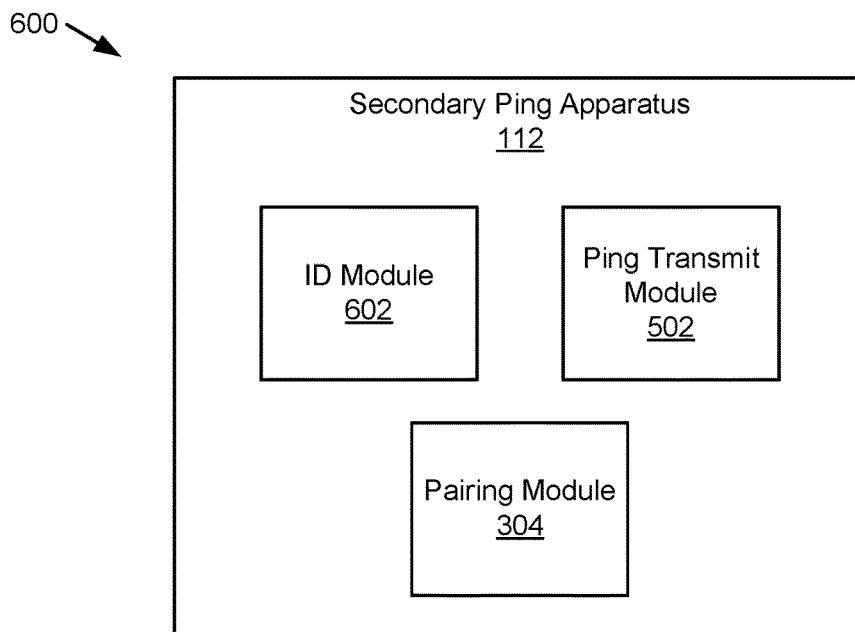 600
Secondary Ping Apparatus
112
ID Module
602
Ping Transmit
Module
502
Pairing Module
304